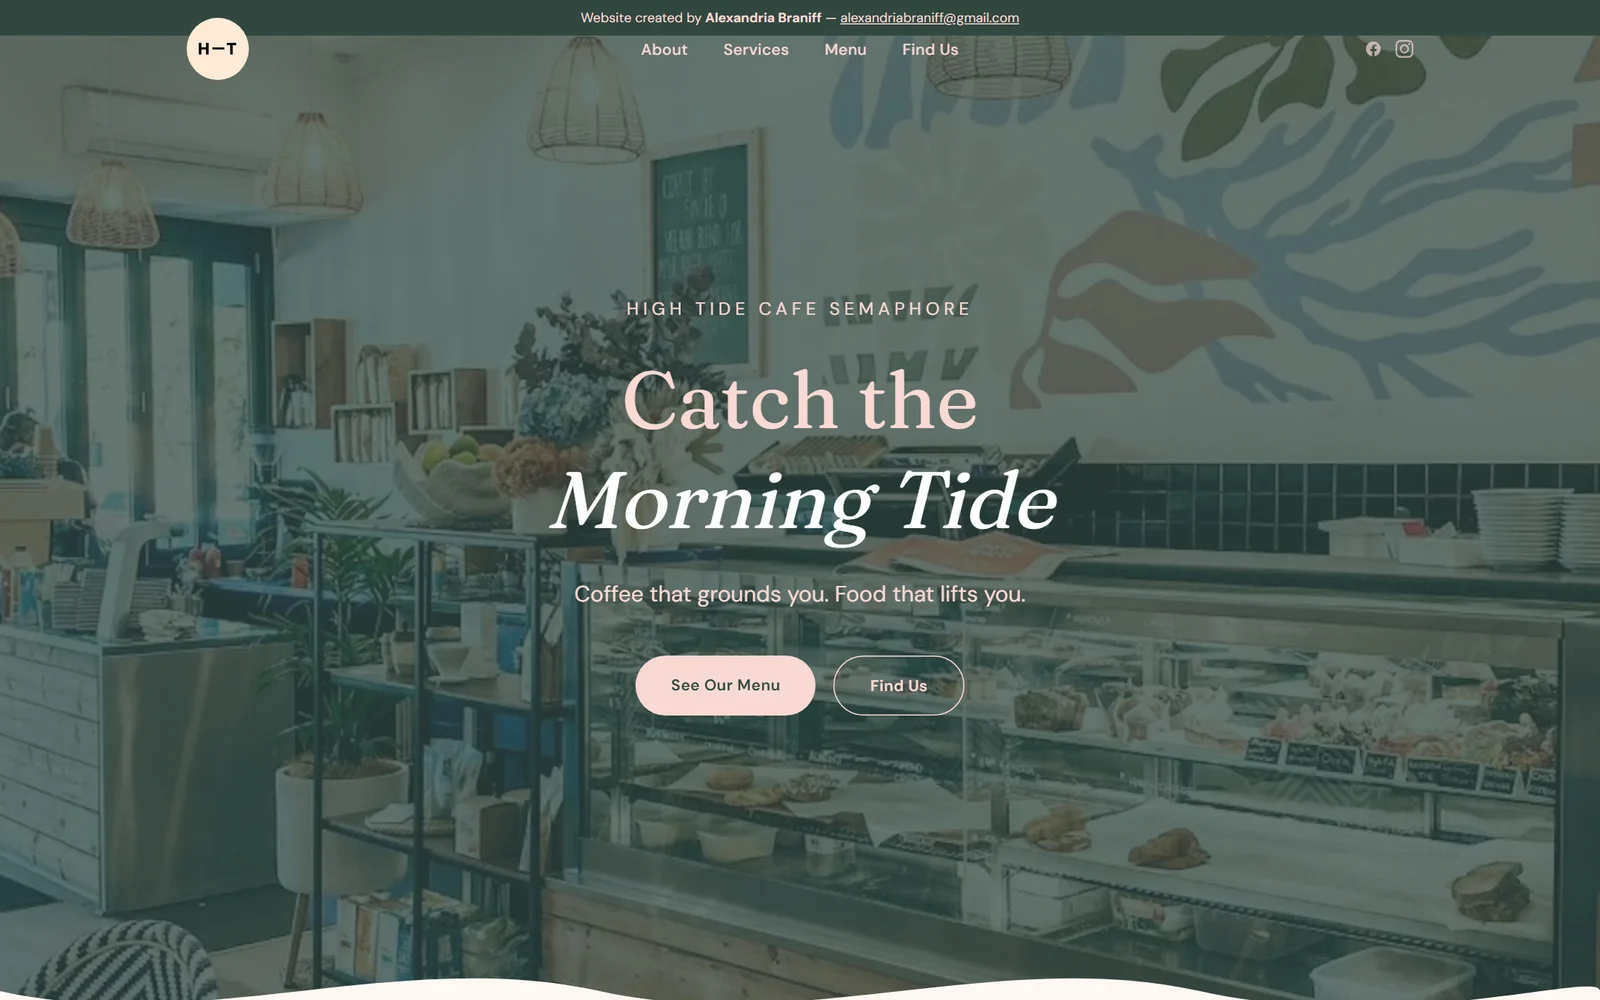 Website created by Alexandria Braniff — alexandriabraniff@gmail.com
H—T
About
Services
Menu
Find Us
HIGH TIDE CAFE SEMAPHORE
Catch the
Morning Tide
Coffee that grounds you. Food that lifts you.
See Our Menu
Find Us